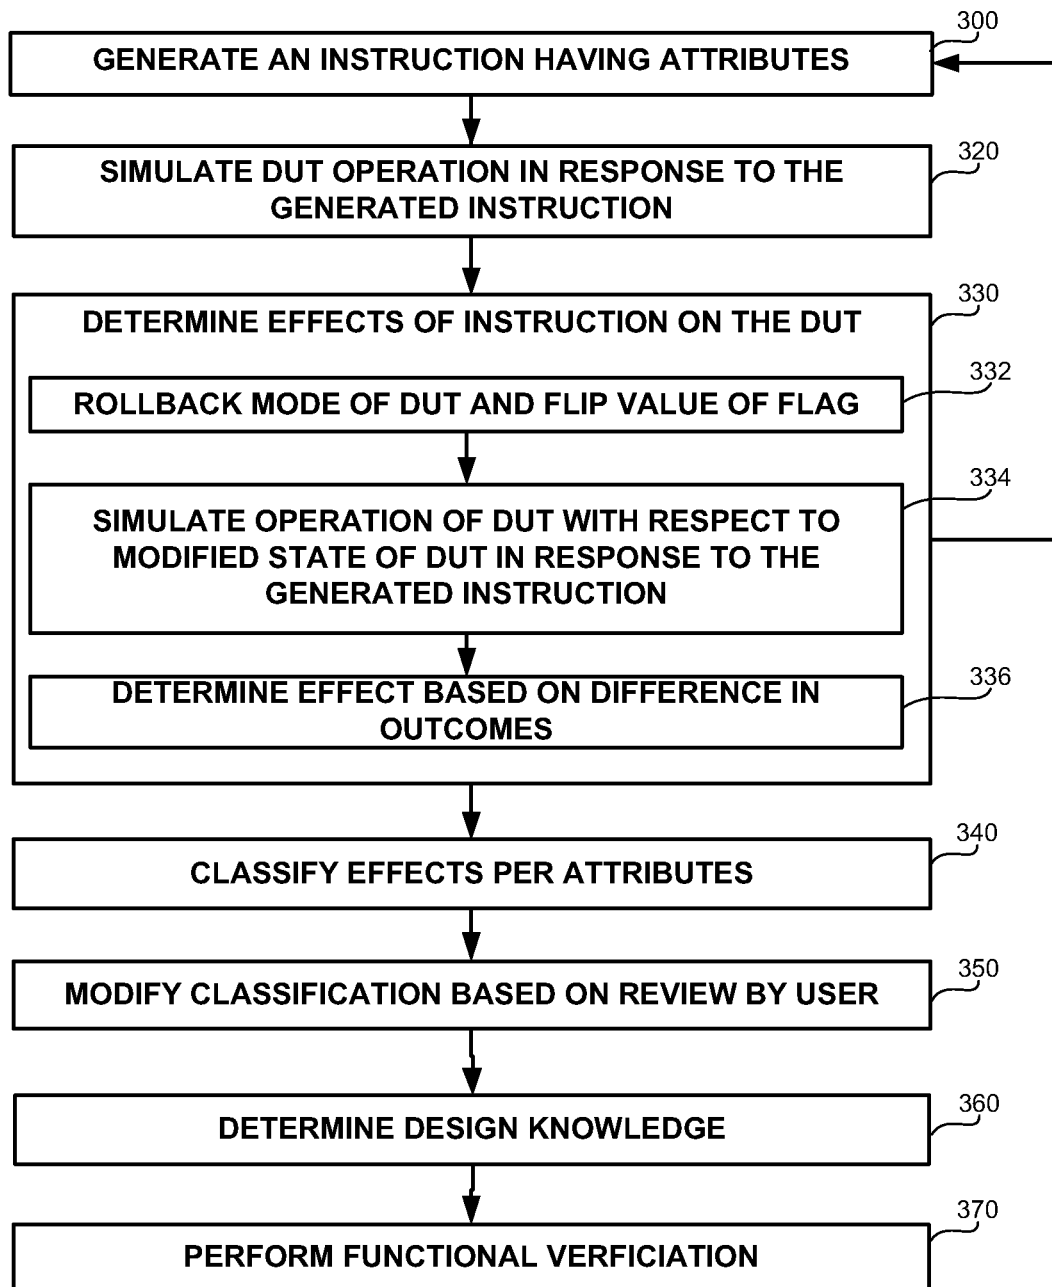 300
GENERATE AN INSTRUCTION HAVING ATTRIBUTES
320
SIMULATE DUT OPERATION IN RESPONSE TO THE
GENERATED INSTRUCTION
330
DETERMINE EFFECTS OF INSTRUCTION ON THE DUT
332
ROLLBACK MODE OF DUT AND FLIP VALUE OF FLAG
334
SIMULATE OPERATION OF DUT WITH RESPECT TO
MODIFIED STATE OF DUT IN RESPONSE TO THE
GENERATED INSTRUCTION
336
DETERMINE EFFECT BASED ON DIFFERENCE IN
OUTCOMES
340
CLASSIFY EFFECTS PER ATTRIBUTES
350
MODIFY CLASSIFICATION BASED ON REVIEW BY USER
360
DETERMINE DESIGN KNOWLEDGE
370
PERFORM FUNCTIONAL VERFICIATION